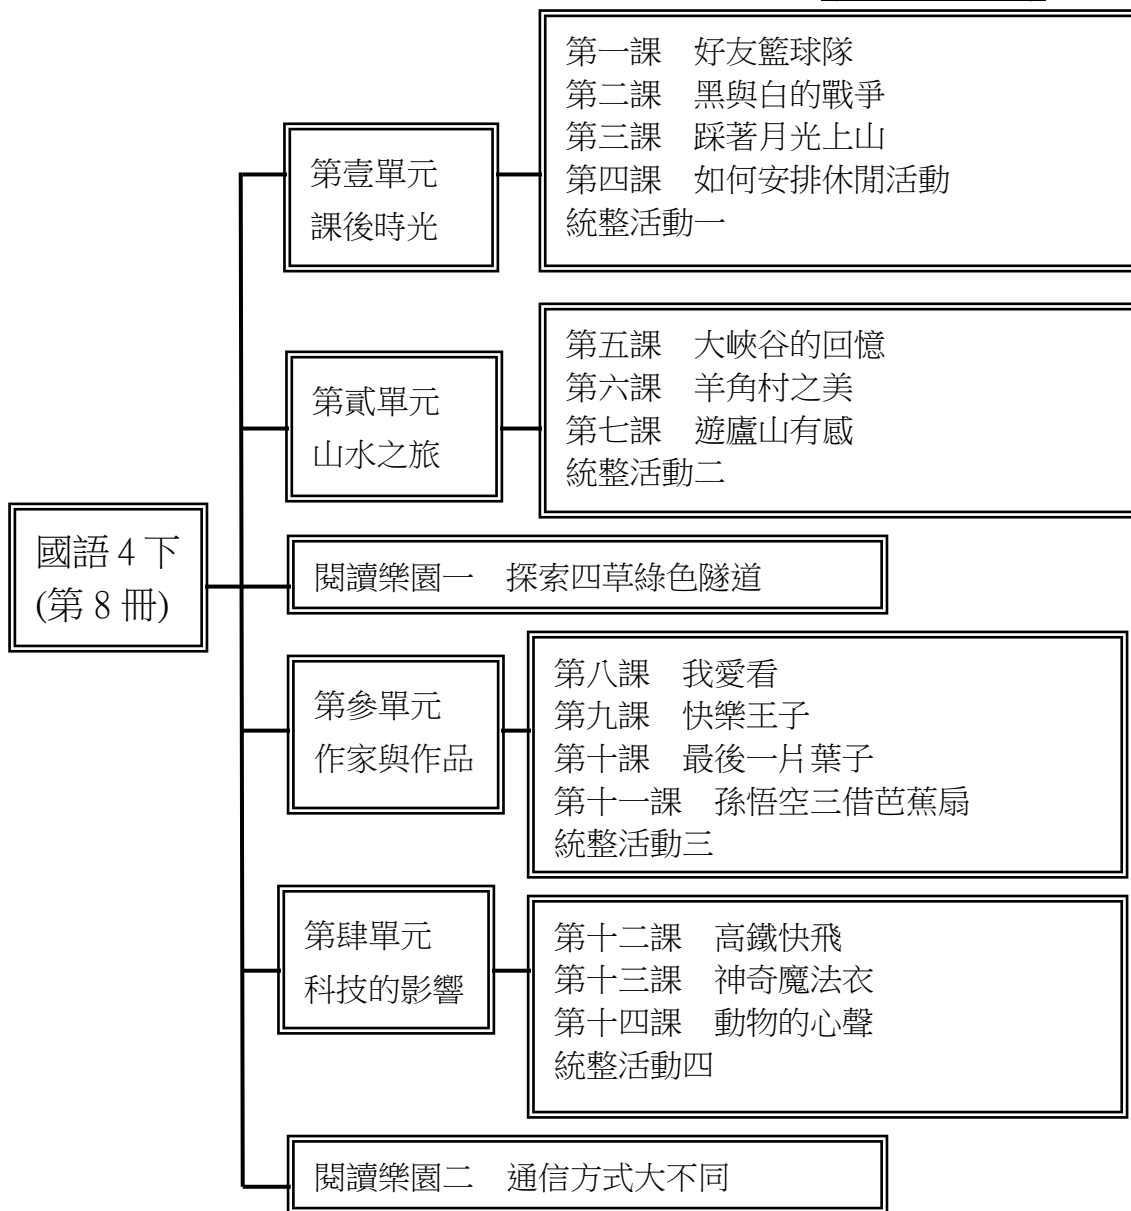 第一課　好友籃球隊
第二課　黑與白的戰爭
第三課　踩著月光上山
第四課　如何安排休閒活動
統整活動一
第壹單元
課後時光
第五課　大峽谷的回憶
第六課　羊角村之美
第七課　遊廬山有感
統整活動二
第貳單元
山水之旅
國語 4 下
(第 8 冊)
閱讀樂園一　探索四草綠色隧道
第八課　我愛看
第九課　快樂王子
第十課　最後一片葉子
第十一課　孫悟空三借芭蕉扇
統整活動三
第參單元
作家與作品
第十二課　高鐵快飛
第十三課　神奇魔法衣
第十四課　動物的心聲
統整活動四
第肆單元
科技的影響
閱讀樂園二　通信方式大不同